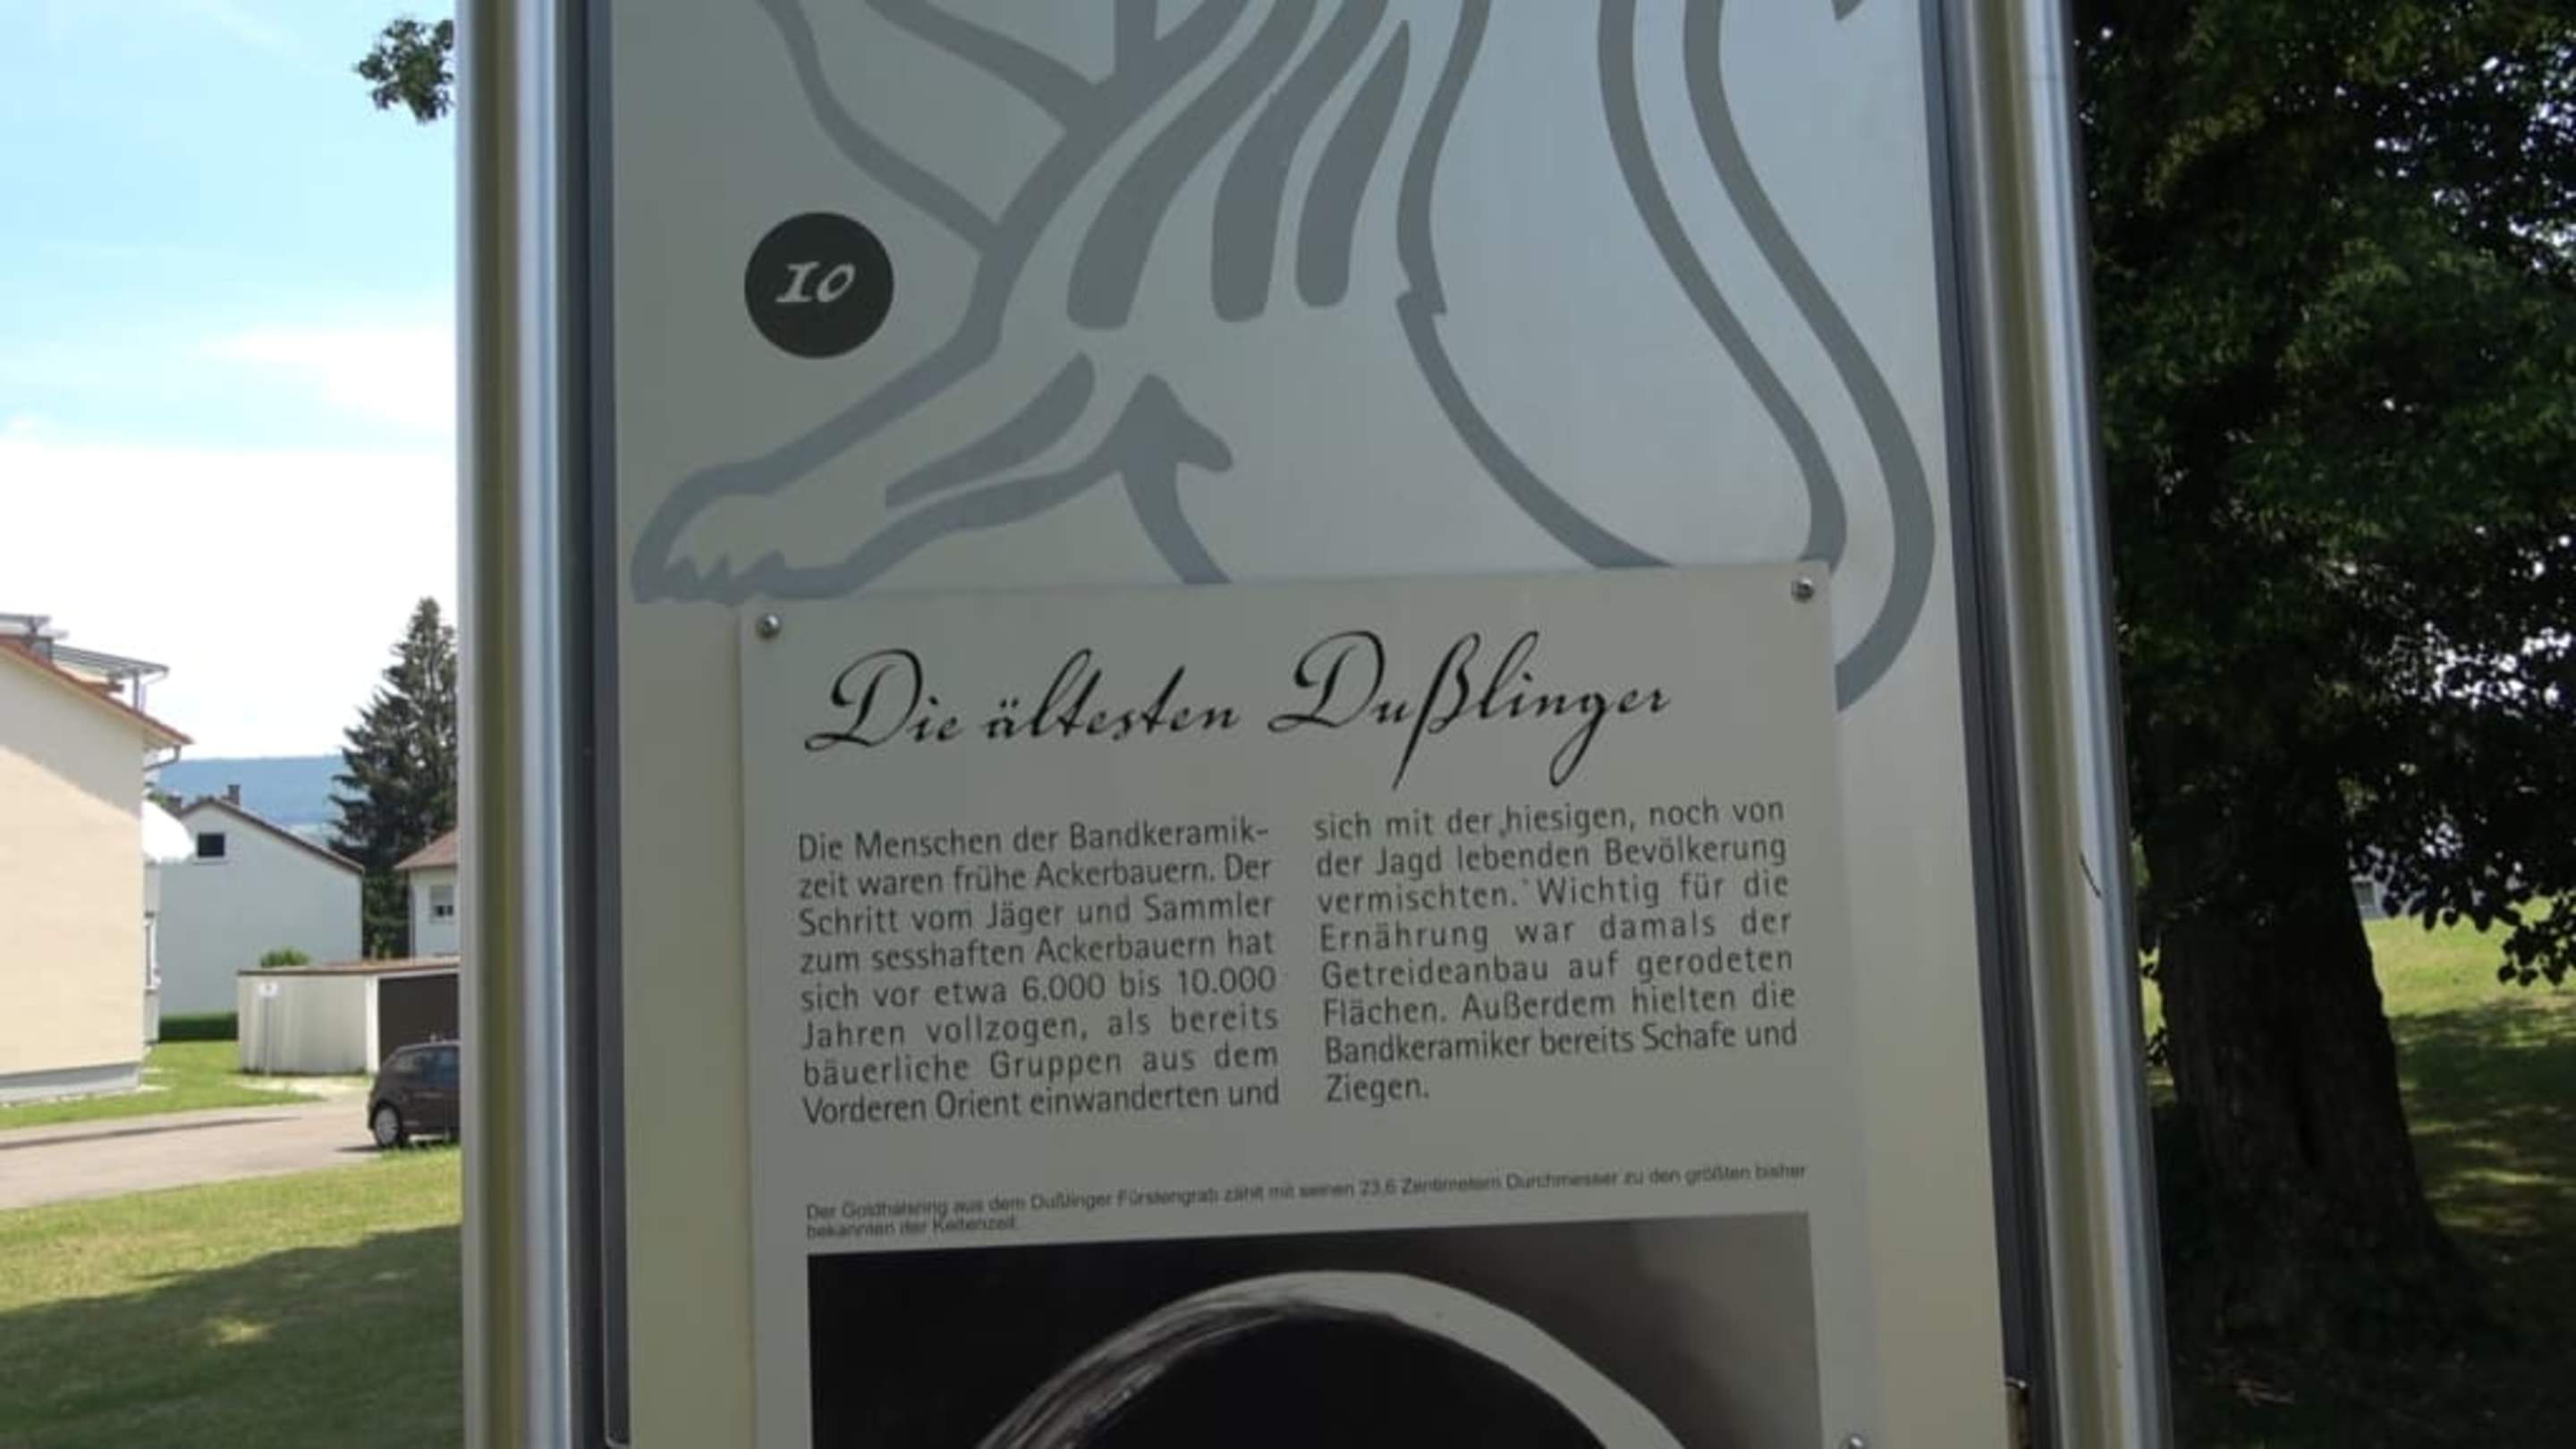 10
Die ältesten Dußlinger
Die Menschen der Bandkeramik-
zeit waren frühe Ackerbauern. Der
Schritt vom Jäger und Sammler
zum sesshaften Ackerbauern hat
sich vor etwa 6.000 bis 10.000
Jahren vollzogen, als bereits
bäuerliche Gruppen aus dem
Vorderen Orient einwanderten und
sich mit der hiesigen, noch von
der Jagd lebenden Bevölkerung
vermischten. Wichtig für die
Ernährung war damals der
Getreideanbau auf gerodeten
Flächen. Außerdem hielten die
Bandkeramiker bereits Schafe und
Ziegen.
Der Goldhalsring aus dem Dußlinger Fürstengrab zählt mit seinen 23,6 Zentimetern Durchmesser zu den größten bisher
bekannten der Keltenzeit.